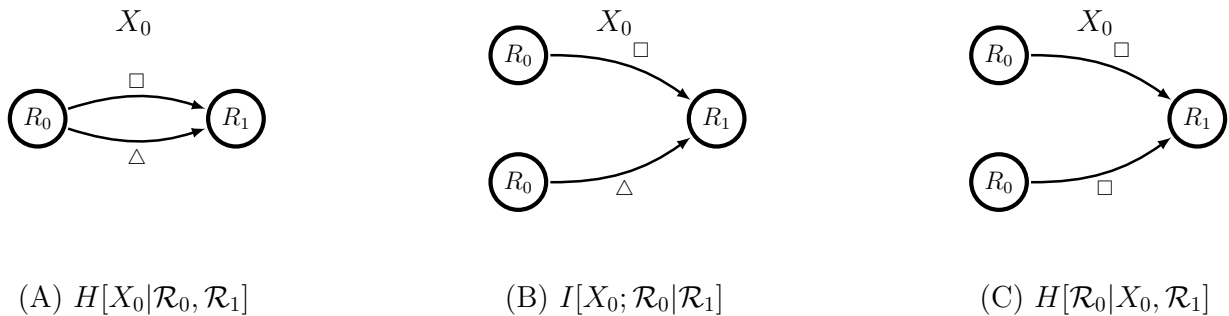 X₀ X₀ X₀
□ □ □
R₀ R₀ R₀
R₀ R₁ R₁ R₁
△ △ □
R₀ R₀
(A) H[X₀|𝓡₀, 𝓡₁] (B) I[X₀; 𝓡₀|𝓡₁] (C) H[𝓡₀|X₀, 𝓡₁]